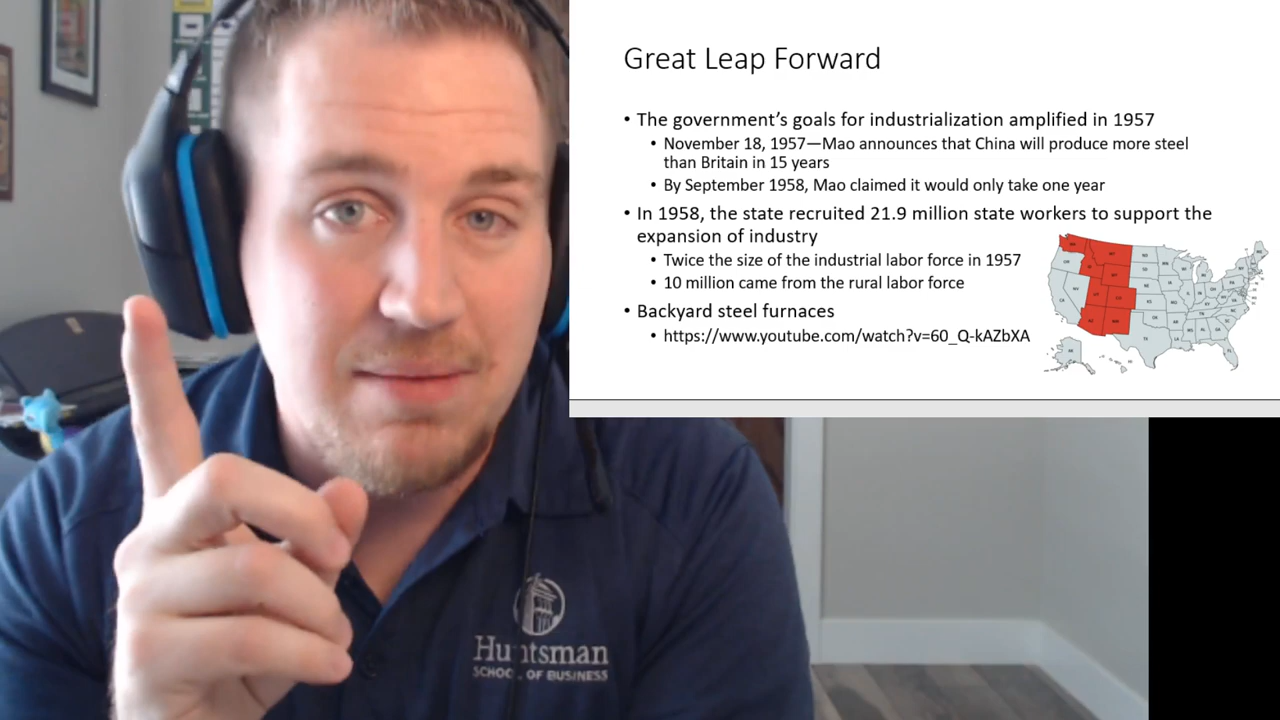 Great Leap Forward
• The government’s goals for industrialization amplified in 1957
• November 18, 1957—Mao announces that China will produce more steel
than Britain in 15 years
• By September 1958, Mao claimed it would only take one year
• In 1958, the state recruited 21.9 million state workers to support the
expansion of industry
• Twice the size of the industrial labor force in 1957
• 10 million came from the rural labor force
• Backyard steel furnaces
• https://www.youtube.com/watch?v=60_Q-kAZbXA
Huntsman
SCHOOL OF BUSINESS